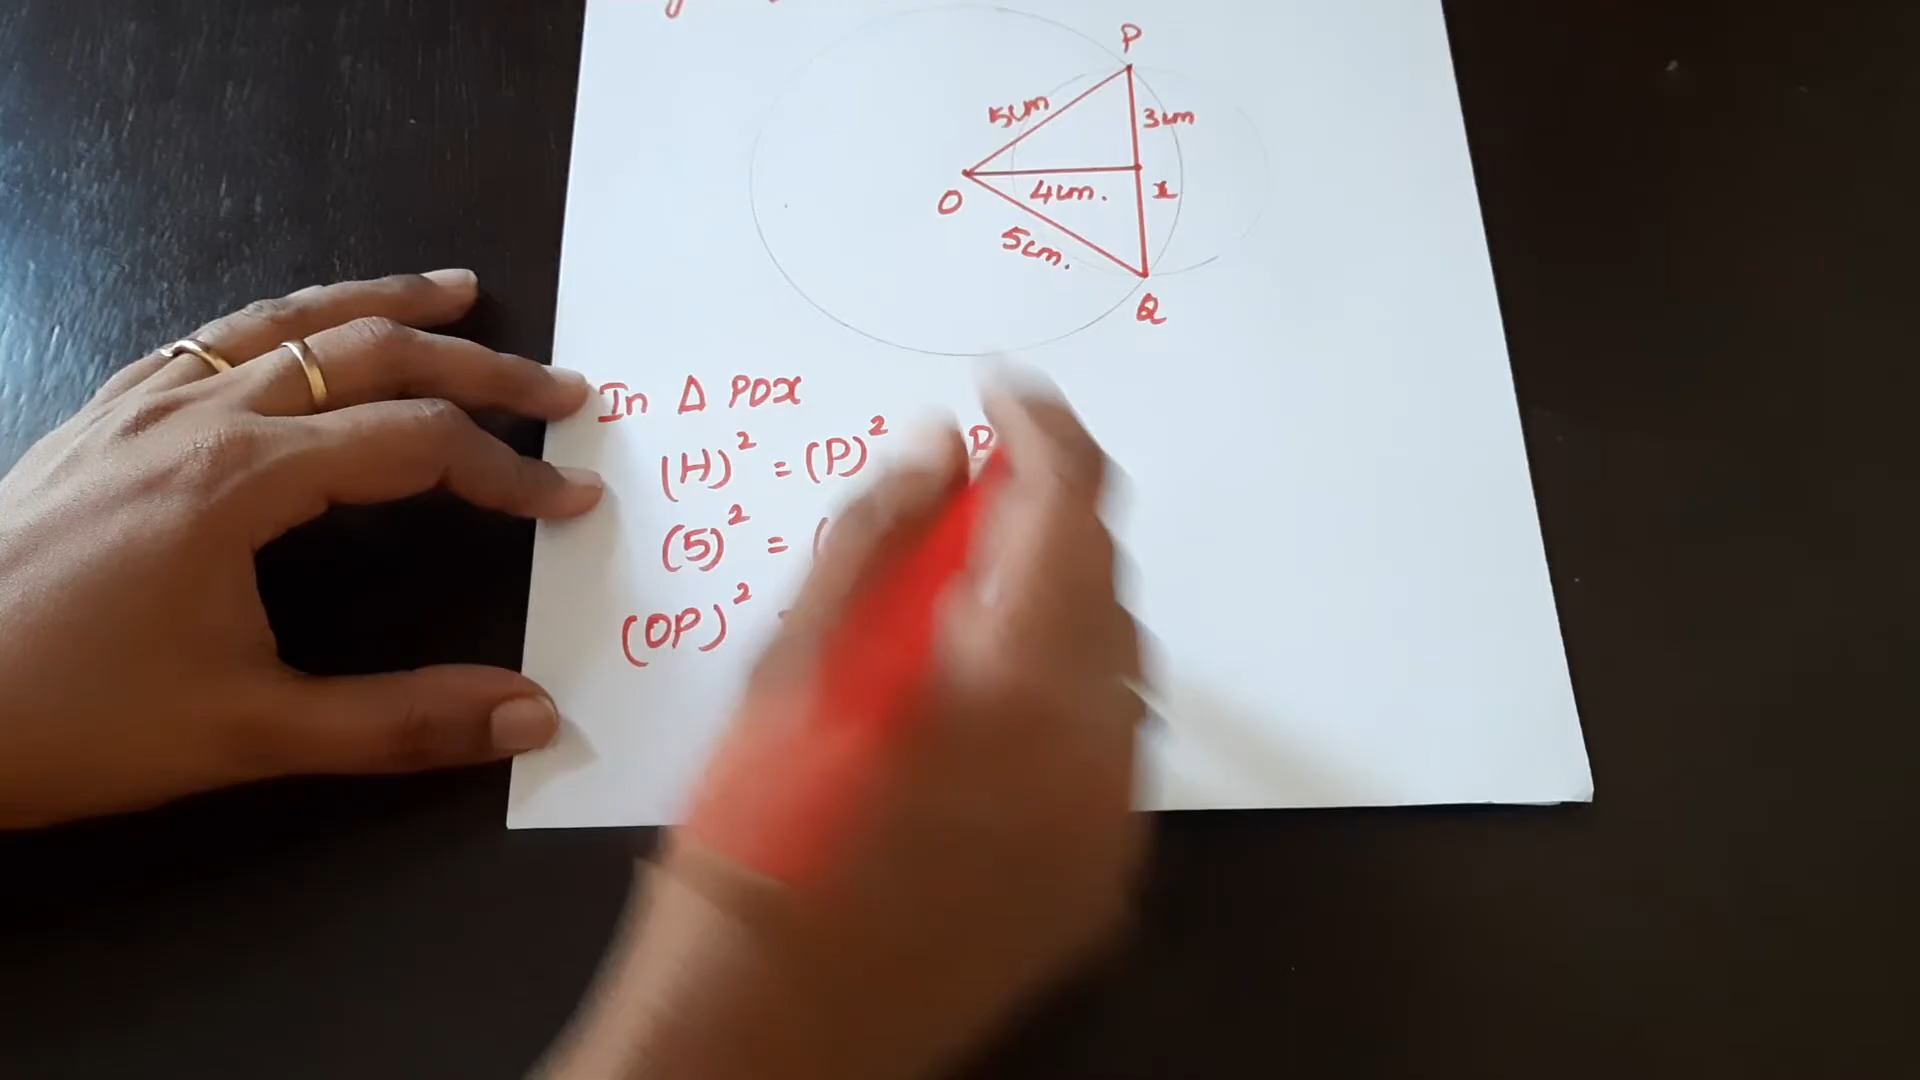 P
5cm
3cm
O
4cm.
x
5cm.
Q
In Δ POX
(H)² = (P)²
(5)² = (
(OP)²